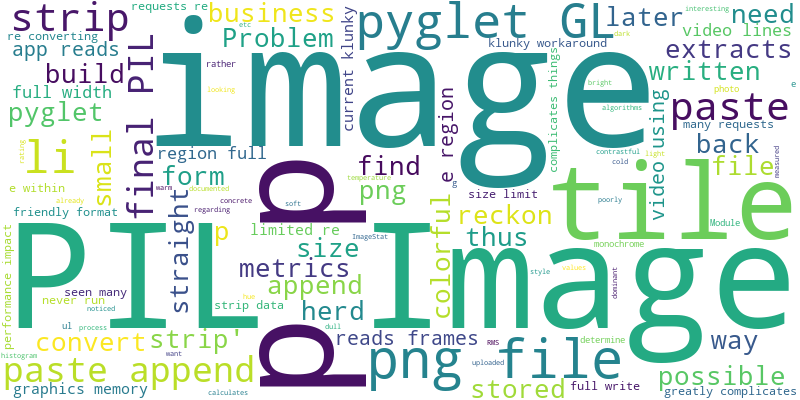 strip
requests re
business
pyglet
GL
later
need
re converting
etc
interesting
dark
app reads
Problem
current klunky
klunky workaround
video lines
build
final PIL
rather
image
extracts
full width
looking
complicates things
bright
written
photo
e
pyglet
algorithms
paste
li
small
region full
d
find
e region
contrastful
many requests
rating
form
png
cold
light
back
measured
e within
warm
documented
temperature
size limit
video using
file
already
straight
regarding
concrete
g
poorly
tile
friendly format
p
soft
limited re
colorful
reckon
Module
size
thus
monochrome
performance impact
PIL
ImageStat
Image
style
values
dominant
metrics
append
seen many
never run
strip data
herd
way
noticed
hue
dull
ul
process
convert
strip'
reads frames
RMS
determine
possible
histogram
want
d
png file
paste append
uploaded
graphics memory
calculates
stored
full write
greatly complicates